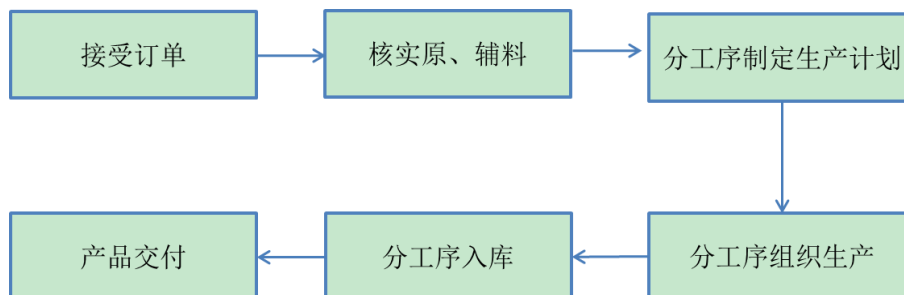 接受订单
核实原、辅料
分工序制定生产计划
分工序组织生产
分工序入库
产品交付